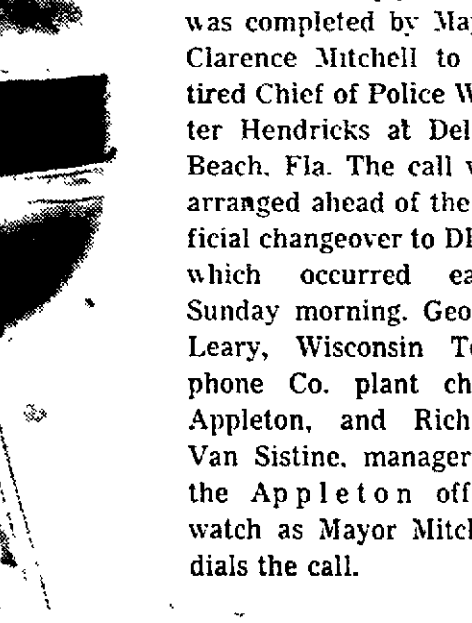 was completed by May
Clarence Mitchell to
tired Chief of Police W
ter Hendricks at Del
Beach, Fla. The call
arranged ahead of the
ficial changeover to D
which occurred ea
Sunday morning. Geo
Leary, Wisconsin Te
phone Co. plant ch
Appleton, and Rich
Van Sistine, manager
the Appleton off
watch as Mayor Mitch
dials the call.